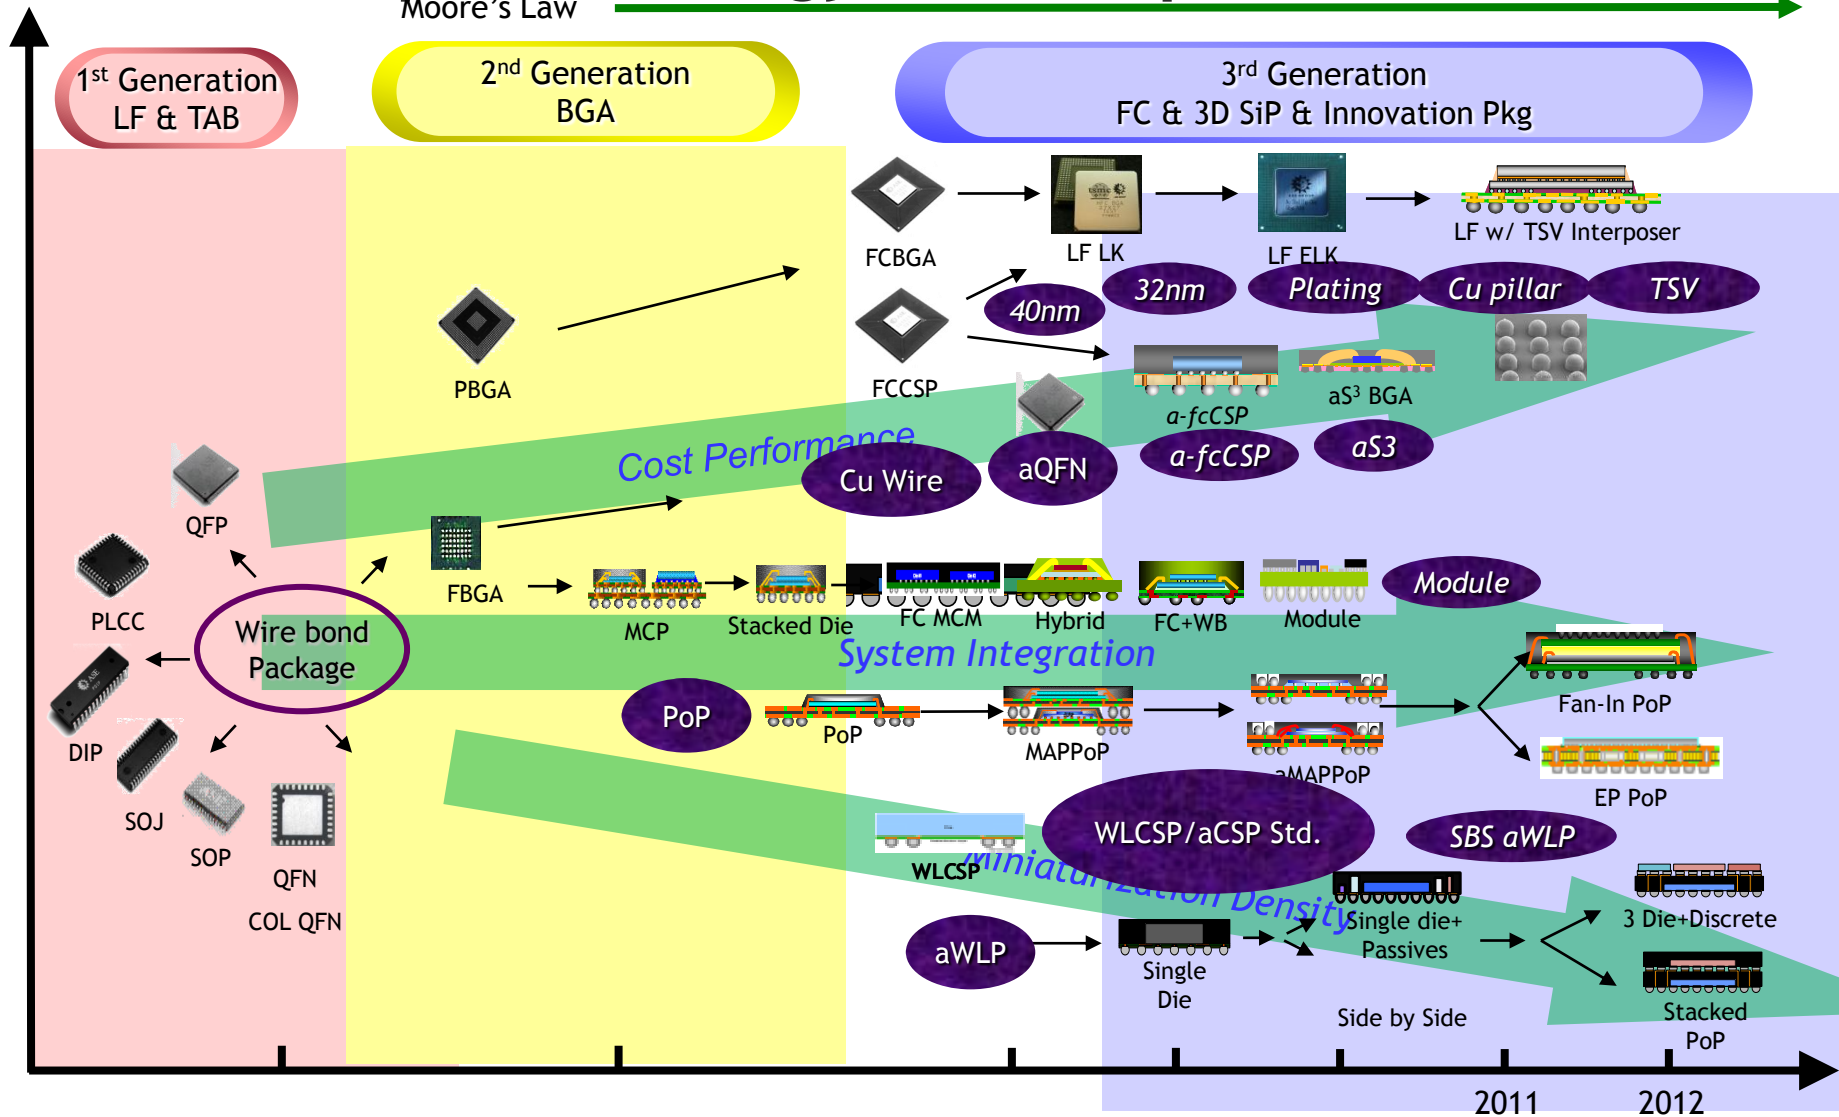 Moore's Law
1st Generation
LF & TAB
2nd Generation
BGA
3rd Generation
FC & 3D SiP & Innovation Pkg
FCBGA
LF LK
LF ELK
LF w/ TSV Interposer
40nm
32nm
Plating
Cu pillar
TSV
PBGA
FCCSP
a-fcCSP
aS3 BGA
Cost Performance
Cu Wire
aQFN
a-fcCSP
aS3
QFP
PLCC
DIP
SOJ
SOP
QFN
COL QFN
Wire bond
Package
FBGA
MCP
Stacked Die
FC MCM
Hybrid
FC+WB
Module
Module
System Integration
PoP
PoP
MAPPoP
aMAPPoP
Fan-In PoP
EP PoP
WLCSP
WLCSP/aCSP Std.
SBS aWLP
Miniaturization Density
aWLP
Single
Die
Single die+
Passives
Side by Side
3 Die+Discrete
Stacked
PoP
2011
2012